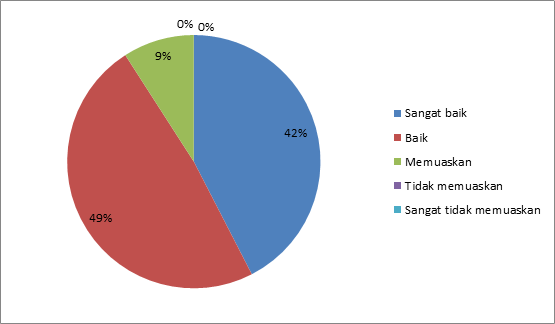 0% 0%
9%
42%
49%
Sangat baik
Baik
Memuaskan
Tidak memuaskan
Sangat tidak memuaskan